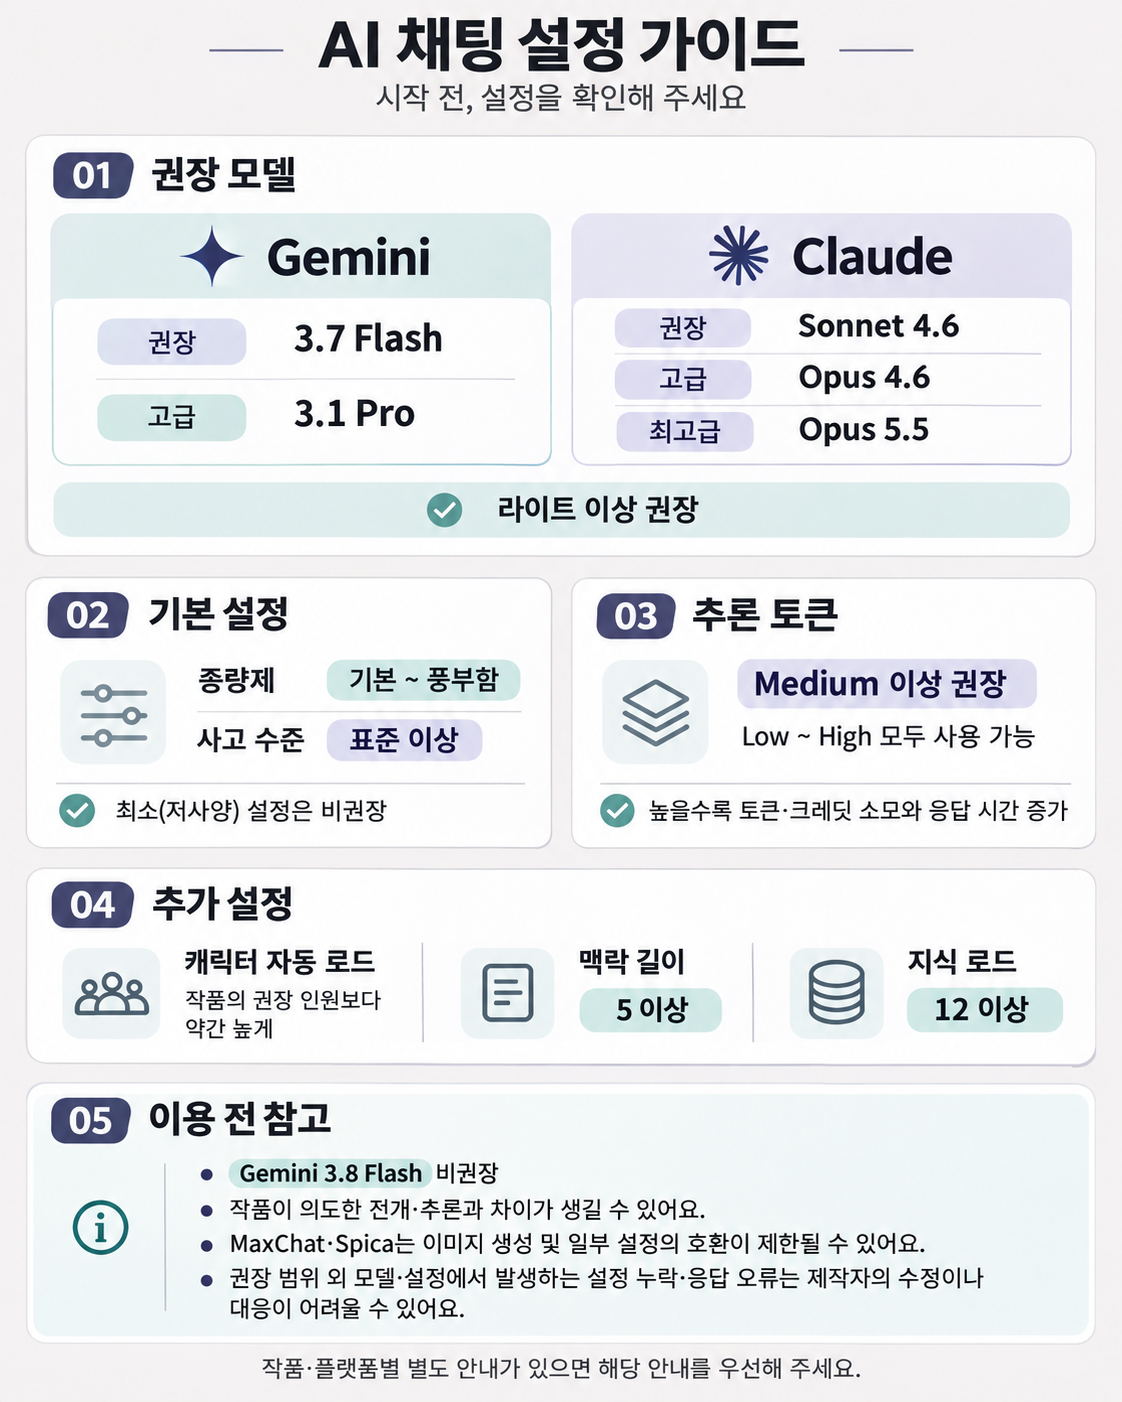 AI 채팅 설정 가이드
시작 전, 설정을 확인해 주세요
01 권장 모델
Gemini
권장 3.7 Flash
고급 3.1 Pro
Claude
권장 Sonnet 4.6
고급 Opus 4.6
최고급 Opus 5.5
라이트 이상 권장
02 기본 설정
종량제 기본 ~ 풍부함
사고 수준 표준 이상
최소(저사양) 설정은 비권장
03 추론 토큰
Medium 이상 권장
Low ~ High 모두 사용 가능
높을수록 토큰·크레딧 소모와 응답 시간 증가
04 추가 설정
캐릭터 자동 로드
작품의 권장 인원보다
약간 높게
맥락 길이
5 이상
지식 로드
12 이상
05 이용 전 참고
Gemini 3.8 Flash 비권장
작품이 의도한 전개·추론과 차이가 생길 수 있어요.
MaxChat·Spica는 이미지 생성 및 일부 설정의 호환이 제한될 수 있어요.
권장 범위 외 모델·설정에서 발생하는 설정 누락·응답 오류는 제작자의 수정이나
대응이 어려울 수 있어요.
작품·플랫폼별 별도 안내가 있으면 해당 안내를 우선해 주세요.